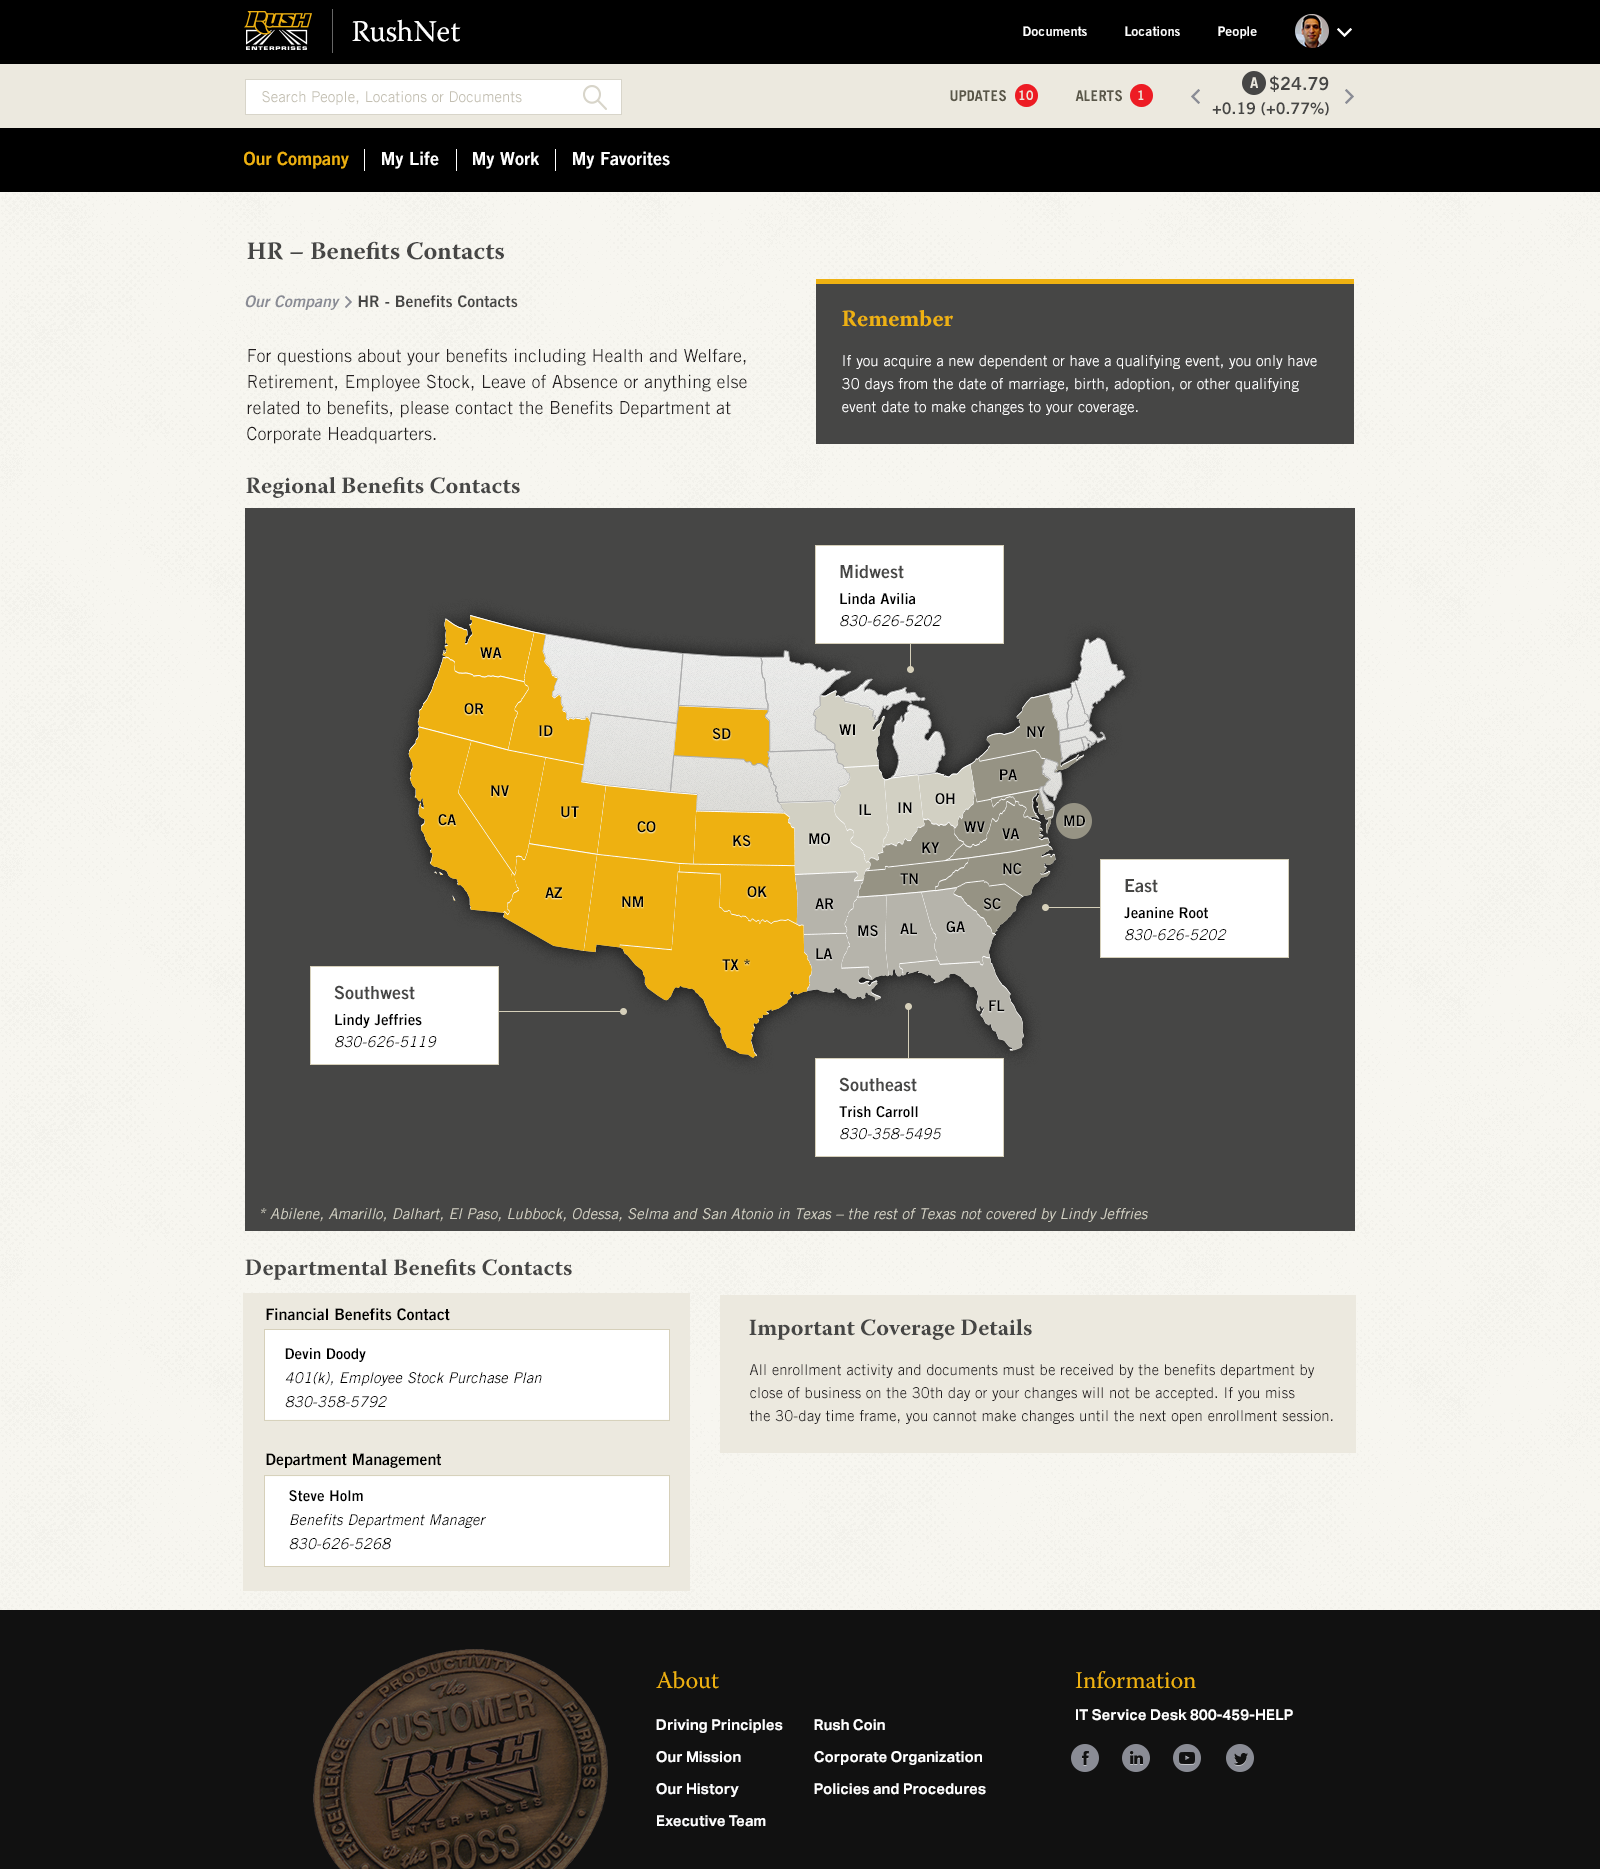 RUSH
ENTERPRISES
RushNet
Documents
Locations
People
Search People, Locations or Documents
UPDATES 10
ALERTS 1
A $24.79
+0.19 (+0.77%)
Our Company
My Life
My Work
My Favorites
HR – Benefits Contacts
Our Company > HR - Benefits Contacts
For questions about your benefits including Health and Welfare,
Retirement, Employee Stock, Leave of Absence or anything else
related to benefits, please contact the Benefits Department at
Corporate Headquarters.
Remember
If you acquire a new dependent or have a qualifying event, you only have
30 days from the date of marriage, birth, adoption, or other qualifying
event date to make changes to your coverage.
Regional Benefits Contacts
Midwest
Linda Avilia
830-626-5202
WA
OR
ID
SD
WI
NY
NV
UT
CO
CA
KS
MO
IL
IN
OH
PA
WV
VA
MD
KY
NC
TN
AZ
NM
OK
AR
SC
MS
AL
GA
LA
TX *
FL
East
Jeanine Root
830-626-5202
Southwest
Lindy Jeffries
830-626-5119
Southeast
Trish Carroll
830-358-5495
* Abilene, Amarillo, Dalhart, El Paso, Lubbock, Odessa, Selma and San Atonio in Texas – the rest of Texas not covered by Lindy Jeffries
Departmental Benefits Contacts
Financial Benefits Contact
Devin Doody
401(k), Employee Stock Purchase Plan
830-358-5792
Department Management
Steve Holm
Benefits Department Manager
830-626-5268
Important Coverage Details
All enrollment activity and documents must be received by the benefits department by
close of business on the 30th day or your changes will not be accepted. If you miss
the 30-day time frame, you cannot make changes until the next open enrollment session.
PRODUCTIVITY
FAIRNESS
EXCELLENCE
The
CUSTOMER
RUSH
ENTERPRISES
is the
BOSS
About
Driving Principles
Our Mission
Our History
Executive Team
Rush Coin
Corporate Organization
Policies and Procedures
Information
IT Service Desk 800-459-HELP